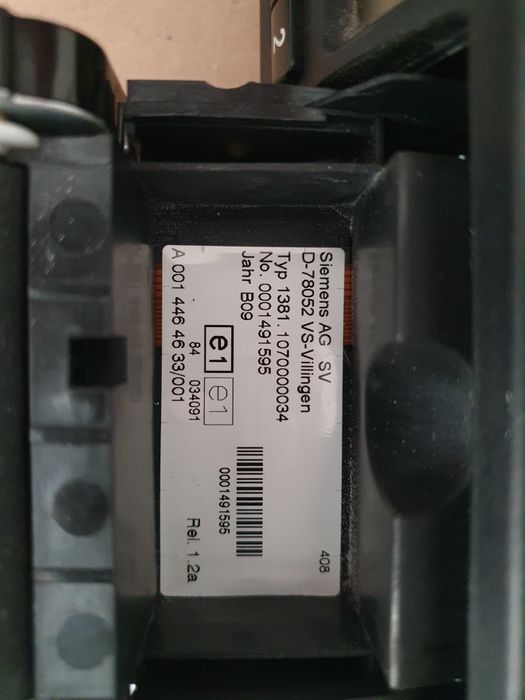 2
Siemens AG SV
408
D-78052 VS-Villingen
Typ 1381.1070000034
No. 0001491595
Jahr B09
e1 e1
84 034091
0001491595
A 001 446 46 33/001
Rel. 1.2a